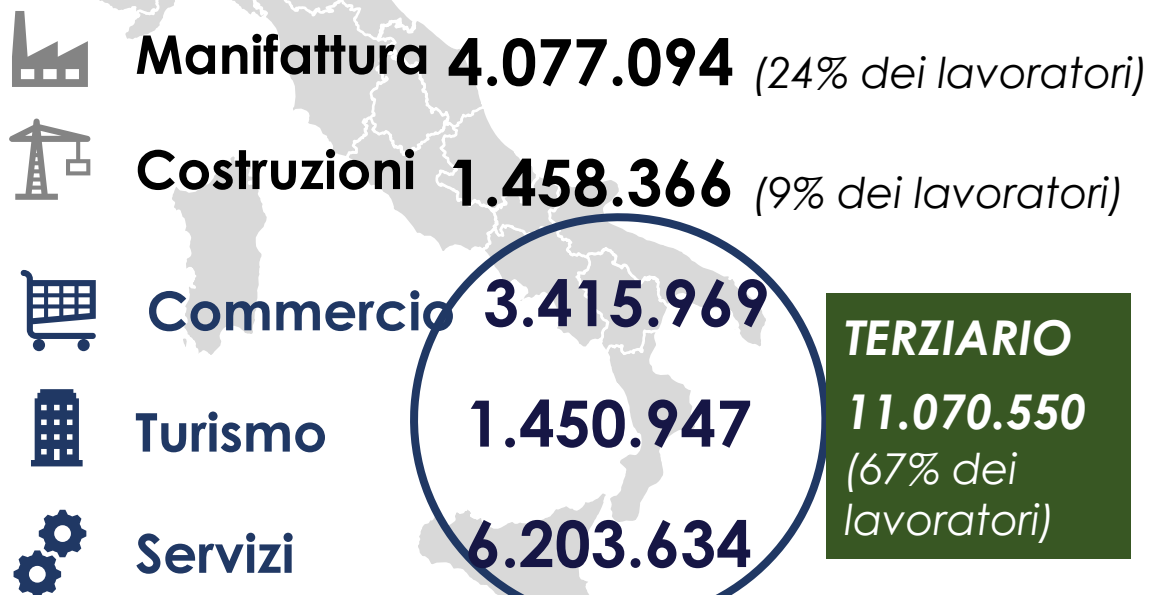 Manifattura 4.077.094 (24% dei lavoratori)
Costruzioni 1.458.366 (9% dei lavoratori)
Commercio 3.415.969
Turismo 1.450.947
Servizi 6.203.634
TERZIARIO
11.070.550
(67% dei
lavoratori)